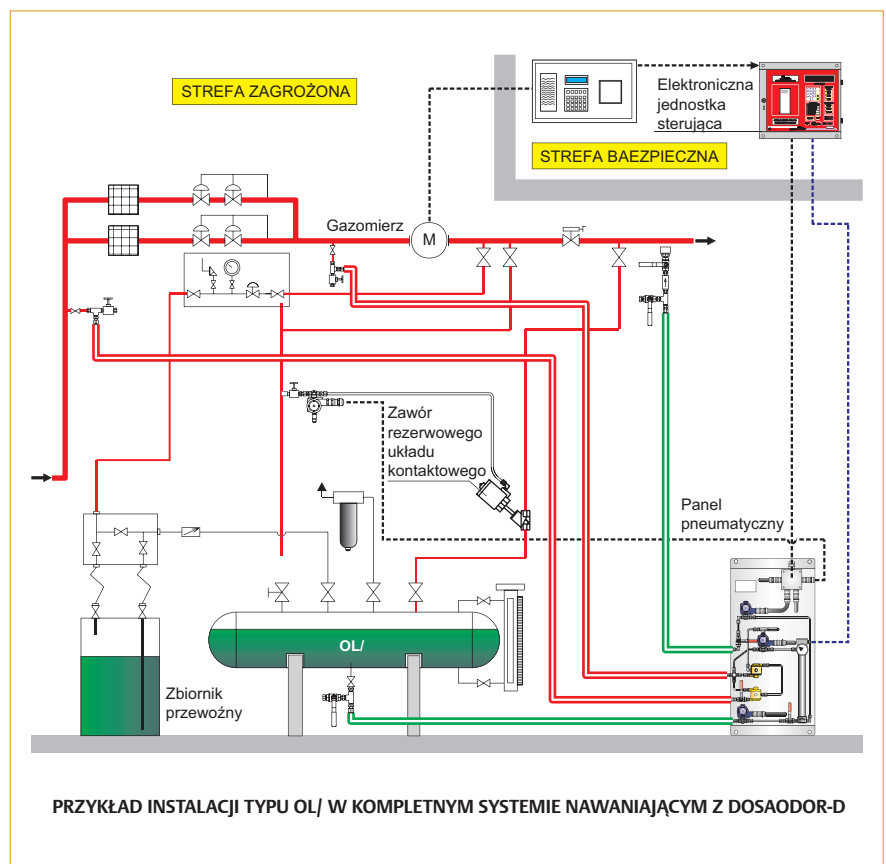 STREFA ZAGROŻONA
Elektroniczna
jednostka
sterująca
STREFA BAEZPIECZNA
Gazomierz
M
Zawór
rezerwowego
układu
kontaktowego
Panel
pneumatyczny
OL/
Zbiornik
przewoźny
PRZYKŁAD INSTALACJI TYPU OL/ W KOMPLETNYM SYSTEMIE NAWANIAJĄCYM Z DOSAODOR-D